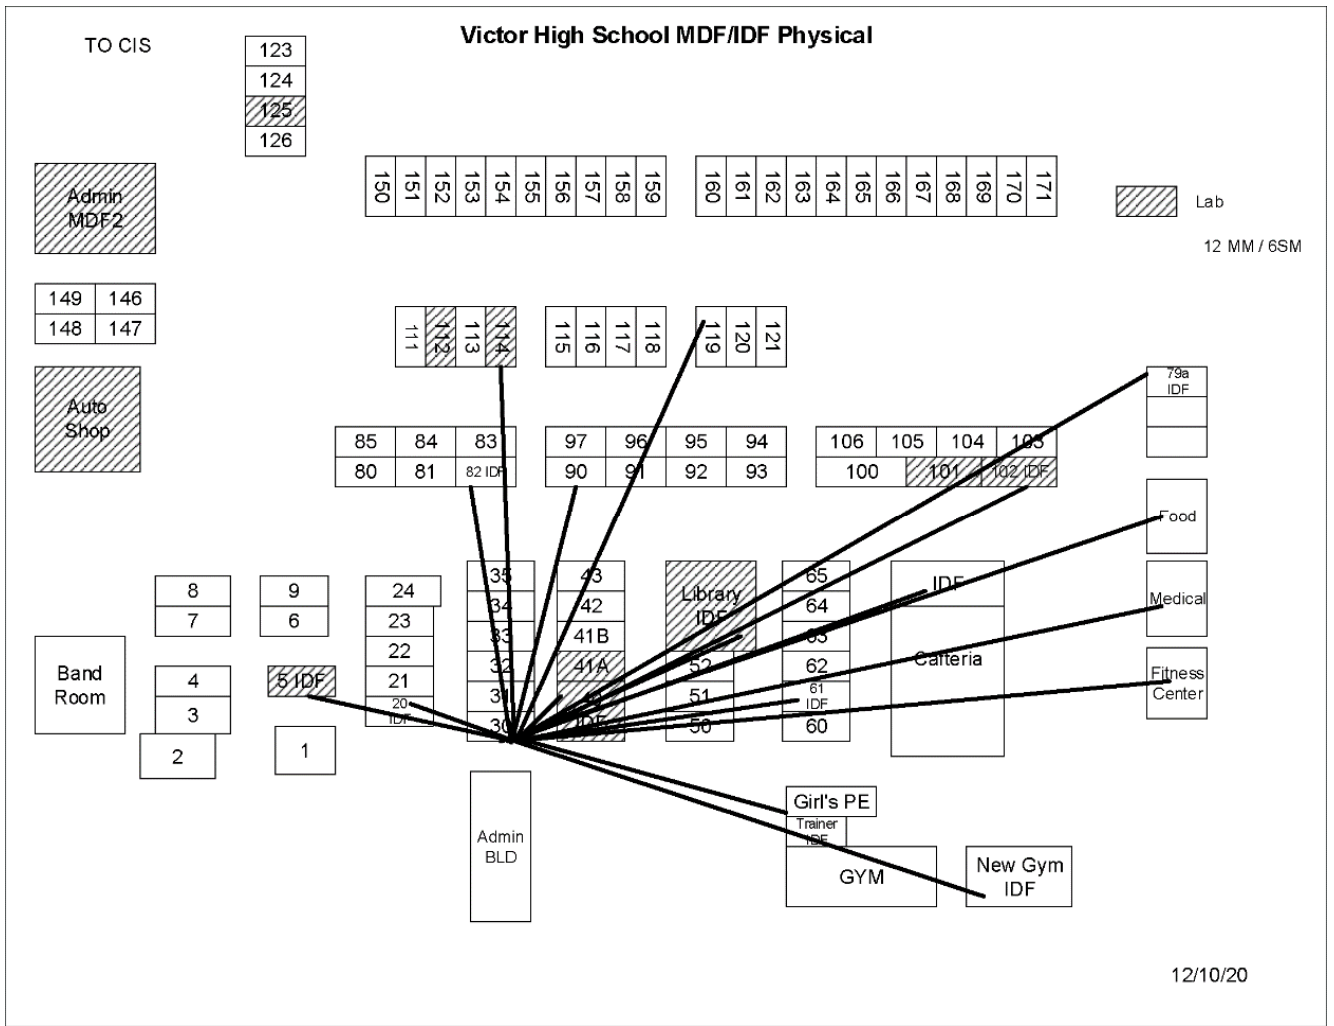 Victor High School MDF/IDF Physical
TO CIS
123
124
125
126
150 151 152 153 154 155 156 157 158 159
160 161 162 163 164 165 166 167 168 169 170 171
Admin
MDF2
Lab
12 MM / 6SM
149 146
148 147
111 112 113 114
115 116 117 118
119 120 121
Auto
Shop
79a
IDF
85 84 83
80 81 82 IDF
97 96 95 94
90 91 92 93
106 105 104 103
100 101 102 IDF
Food
8
7
9
6
24
23
22
21
20
IDF
35
34
33
32
31
30
43
42
41B
41A
40
IDF
Library
IDF
52
51
50
65
64
63
62
61
IDF
60
IDF
Cafteria
Medical
Fitness
Center
Band
Room
4
3
2
5 IDF
1
Admin
BLD
Girl's PE
Trainer
IDF
GYM
New Gym
IDF
12/10/20